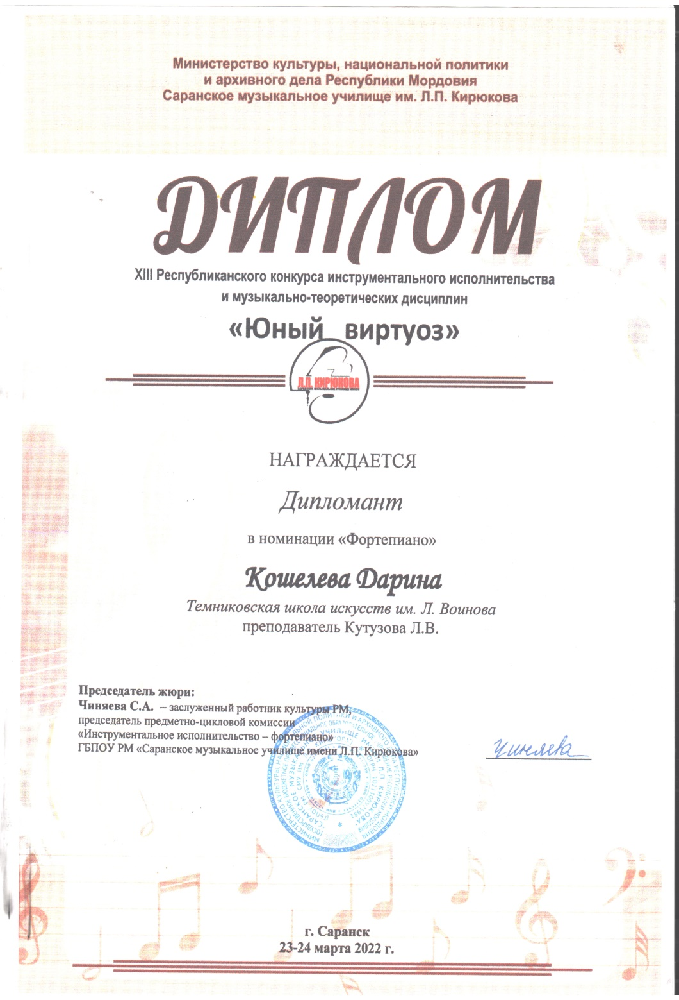 Министерство культуры, национальной политики
и архивного дела Республики Мордовия
Саранское музыкальное училище им. Л.П. Кирюкова
ДИПЛОМ
XIII Республиканского конкурса инструментального исполнительства
и музыкально-теоретических дисциплин
«Юный виртуоз»
Л.П. КИРЮКОВА
НАГРАЖДАЕТСЯ
Дипломант
в номинации «Фортепиано»
Кошелева Дарина
Темниковская школа искусств им. Л. Воинова
преподаватель Кутузова Л.В.
Председатель жюри:
Чиняева С.А. – заслуженный работник культуры РМ,
председатель предметно-цикловой комиссии
«Инструментальное исполнительство – фортепиано»
ГБПОУ РМ «Саранское музыкальное училище имени Л.П. Кирюкова»
Чиняева
г. Саранск
23-24 марта 2022 г.